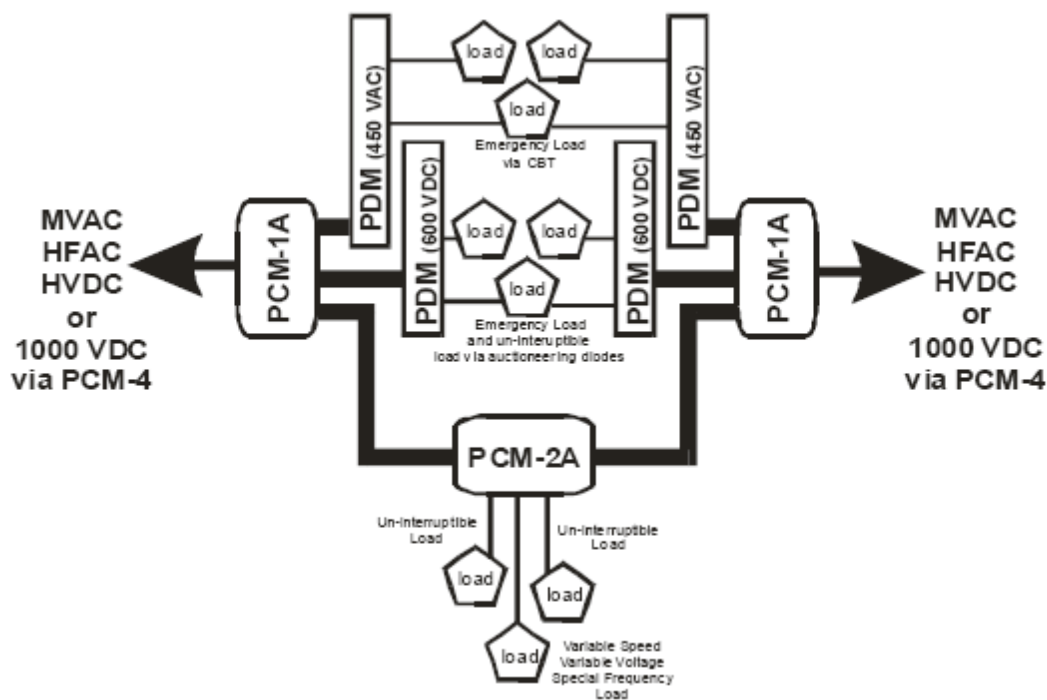 load
load
PDM (450 VAC)
PDM (450 VAC)
load
Emergency Load
via CBT
PDM (600 VDC)
PDM (600 VDC)
load
load
MVAC
HFAC
HVDC
or
1000 VDC
via PCM-4
PCM-1A
PCM-1A
MVAC
HFAC
HVDC
or
1000 VDC
via PCM-4
load
Emergency Load
and un-interuptible
load via auctioneering diodes
PCM-2A
Un-interruptible
Load
Un-interruptible
Load
load
load
load
Variable Speed
Variable Voltage
Special Frequency
Load